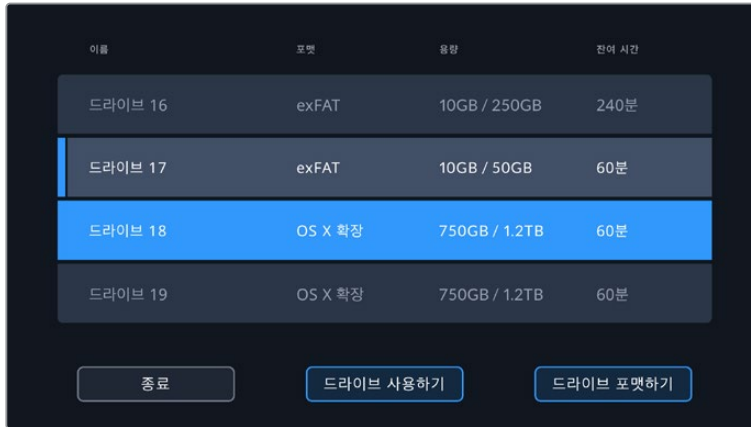 이름 포맷 용량 잔여 시간
드라이브 16 exFAT 10GB / 250GB 240분
드라이브 17 exFAT 10GB / 50GB 60분
드라이브 18 OS X 확장 750GB / 1.2TB 60분
드라이브 19 OS X 확장 750GB / 1.2TB 60분
종료 드라이브 사용하기 드라이브 포맷하기